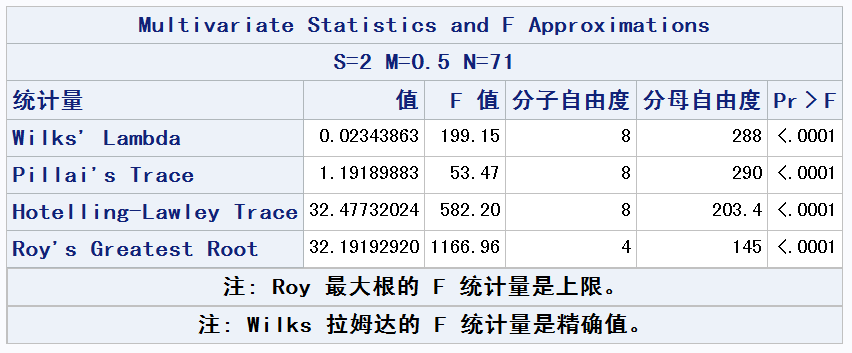 Multivariate Statistics and F Approximations
S=2 M=0.5 N=71
统计量 值 F 值 分子自由度 分母自由度 Pr > F
Wilks' Lambda 0.02343863 199.15 8 288 <.0001
Pillai's Trace 1.19189883 53.47 8 290 <.0001
Hotelling-Lawley Trace 32.47732024 582.20 8 203.4 <.0001
Roy's Greatest Root 32.19192920 1166.96 4 145 <.0001
注: Roy 最大根的 F 统计量是上限。
注: Wilks 拉姆达的 F 统计量是精确值。